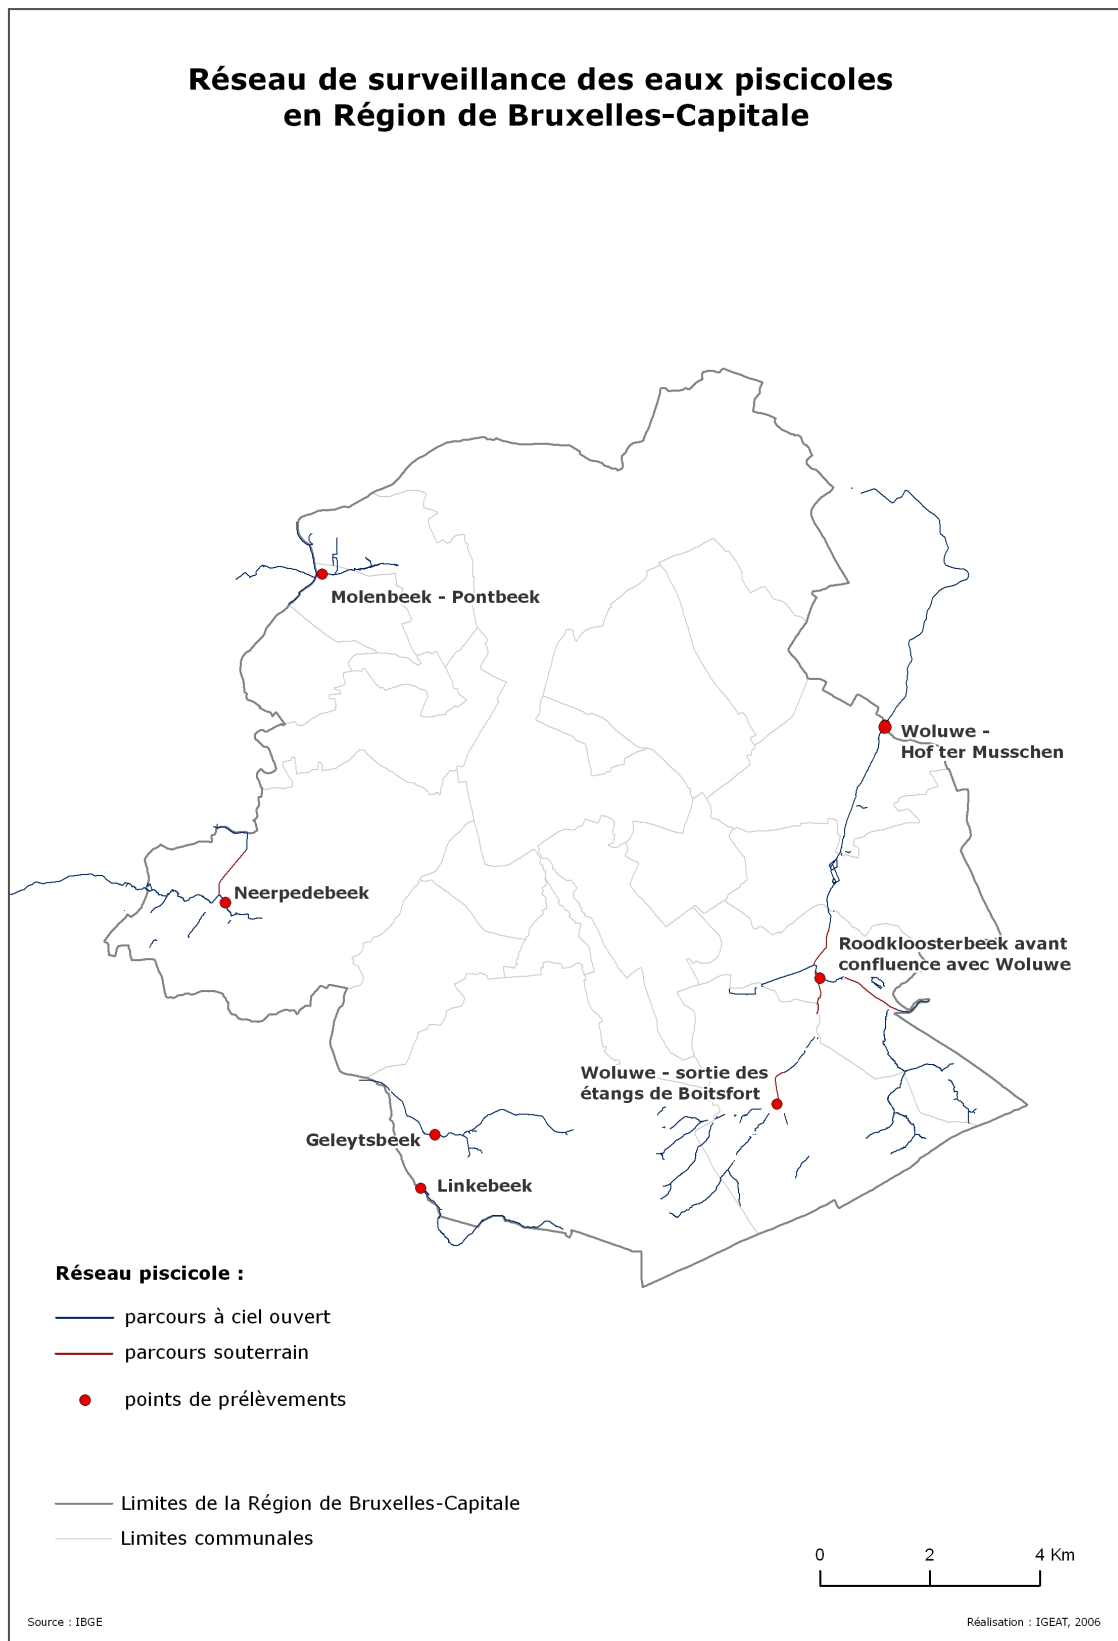 Réseau de surveillance des eaux piscicoles
en Région de Bruxelles-Capitale
Molenbeek - Pontbeek
Woluwe -
Hof ter Musschen
Neerpedebeek
Roodkloosterbeek avant
confluence avec Woluwe
Woluwe - sortie des
étangs de Boitsfort
Geleytsbeek
Linkebeek
Réseau piscicole :
parcours à ciel ouvert
parcours souterrain
points de prélèvements
Limites de la Région de Bruxelles-Capitale
Limites communales
0 2 4 Km
Source : IBGE
Réalisation : IGEAT, 2006